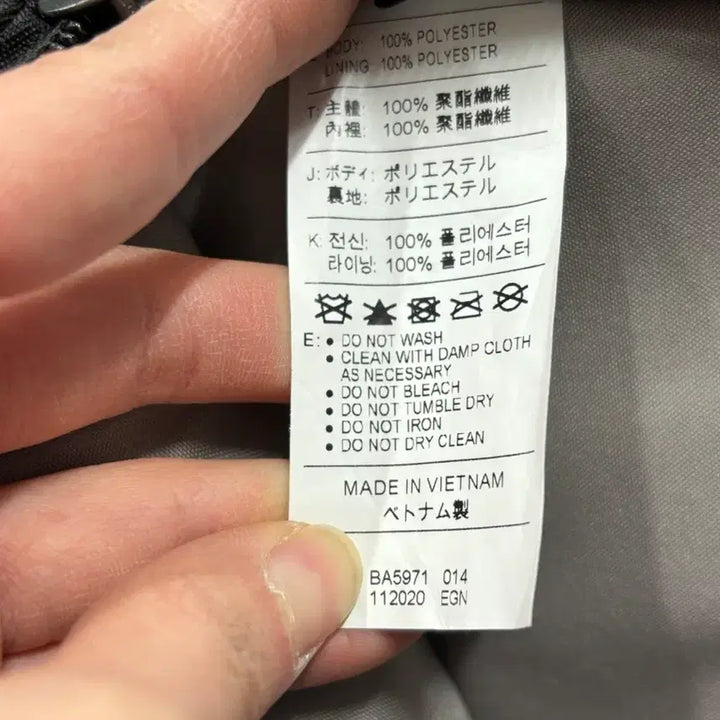 E BODY: 100% POLYESTER
LINING 100% POLYESTER
T: 主體: 100% 聚酯纖維
內裡: 100% 聚酯纖維
J: ボディ: ポリエステル
裏地: ポリエステル
K: 전신: 100% 폴리에스터
라이닝: 100% 폴리에스터
E: • DO NOT WASH
• CLEAN WITH DAMP CLOTH
AS NECESSARY
• DO NOT BLEACH
• DO NOT TUMBLE DRY
• DO NOT IRON
• DO NOT DRY CLEAN
MADE IN VIETNAM
ベトナム製
BA5971 014
112020 EGN